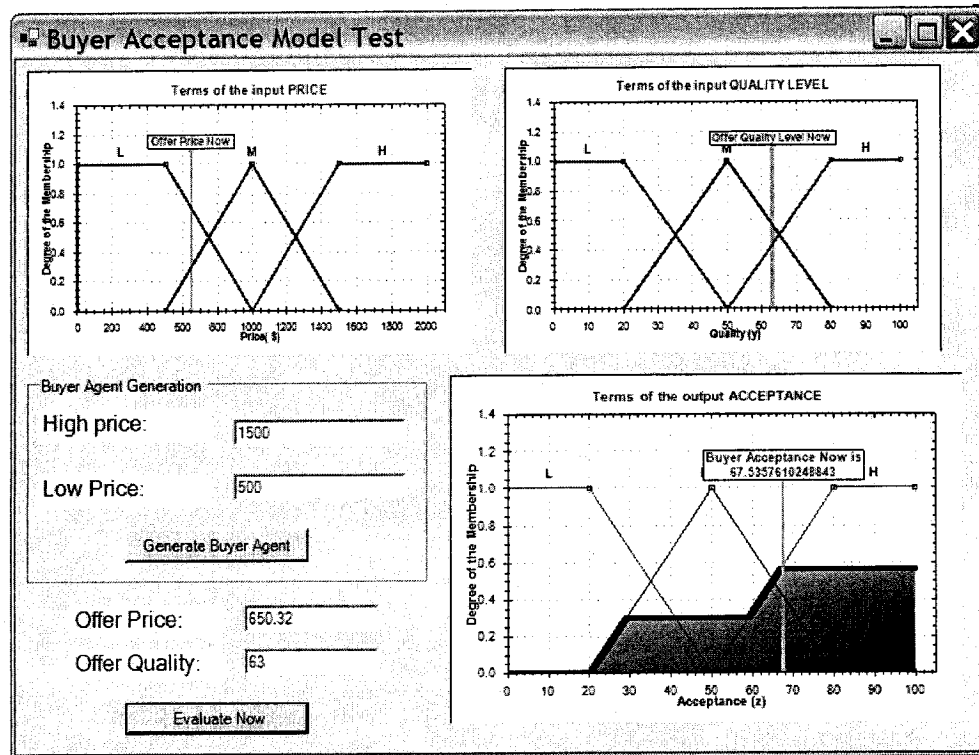 Buyer Acceptance Model Test
Terms of the input PRICE
Degree of the Membership
1.4
1.2
1.0
0.8
0.6
0.4
0.2
0.0
Offer Price Now
L
M
H
0 200 400 600 800 1000 1200 1400 1600 1800 2000
Price( $)
Terms of the input QUALITY LEVEL
Degree of the Membership
1.4
1.2
1.0
0.8
0.6
0.4
0.2
0.0
Offer Quality Level Now
L
M
H
0 10 20 30 40 50 60 70 80 90 100
Quality (y)
Buyer Agent Generation
High price:
1500
Low Price:
500
Generate Buyer Agent
Offer Price:
650.32
Offer Quality:
63
Evaluate Now
Terms of the output ACCEPTANCE
Degree of the Membership
1.4
1.2
1.0
0.8
0.6
0.4
0.2
0.0
Buyer Acceptance Now is
67.5357610248843
L
H
0 10 20 30 40 50 60 70 80 90 100
Acceptance (z)